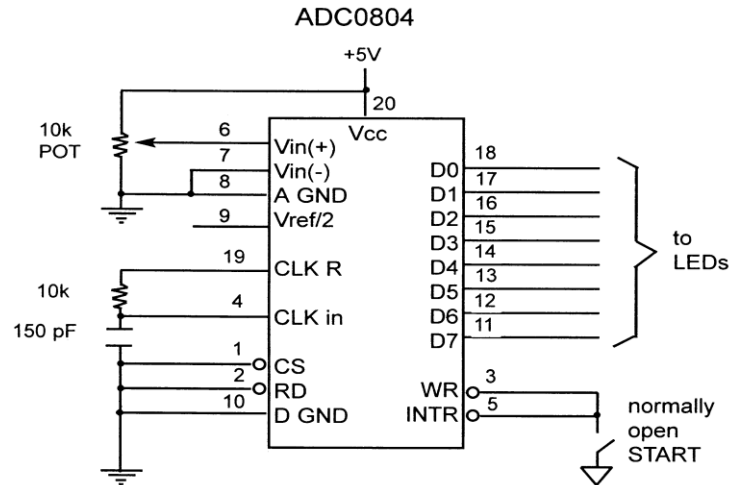 ADC0804
+5V
20
Vcc
10k
POT
6
Vin(+)
7
Vin(-)
8
A GND
9
Vref/2
19
CLK R
10k
4
CLK in
150 pF
1
CS
2
RD
10
D GND
18
D0
17
D1
16
D2
15
D3
14
D4
13
D5
12
D6
11
D7
to
LEDs
3
WR
5
INTR
normally
open
START